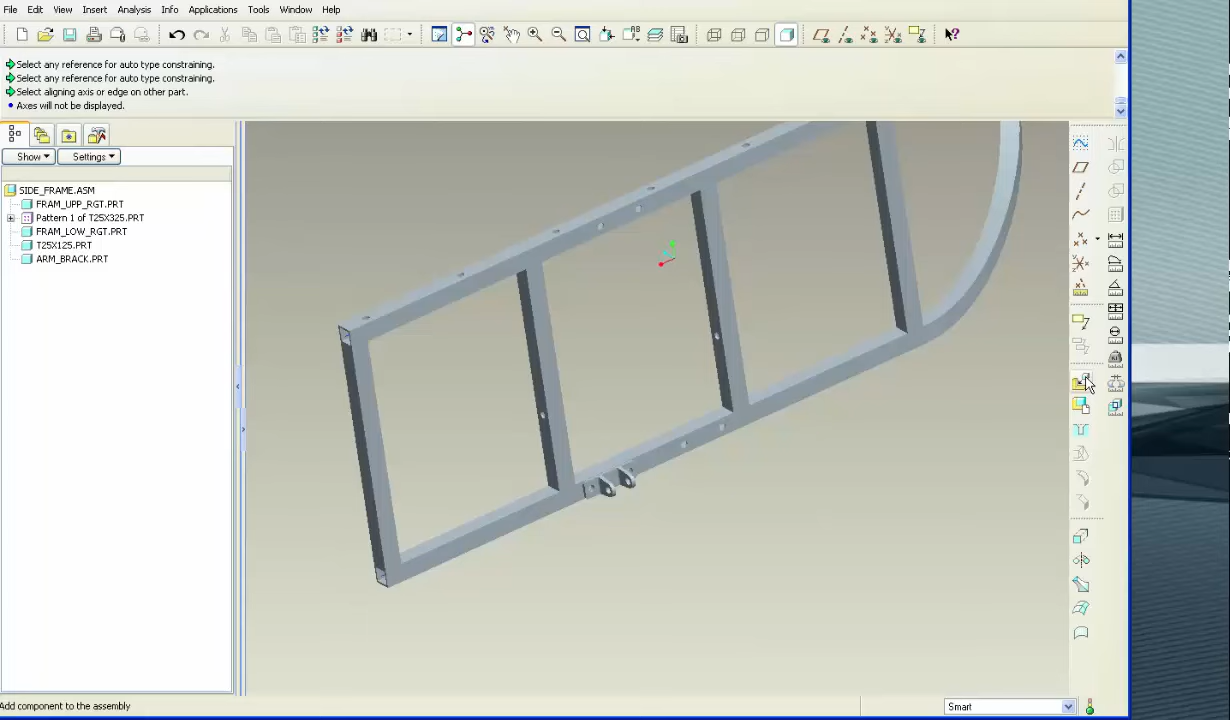 File Edit View Insert Analysis Info Applications Tools Window Help
Select any reference for auto type constraining.
Select any reference for auto type constraining.
Select aligning axis or edge on other part.
Axes will not be displayed.
Show Settings
SIDE_FRAME.ASM
FRAM_UPP_RGT.PRT
Pattern 1 of T25X325.PRT
FRAM_LOW_RGT.PRT
T25X125.PRT
ARM_BRACK.PRT
Add component to the assembly
Smart